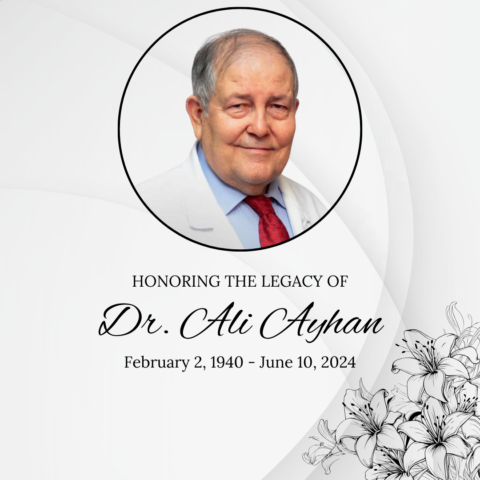 HONORING THE LEGACY OF
Dr. Ali Ayhan
February 2, 1940 - June 10, 2024